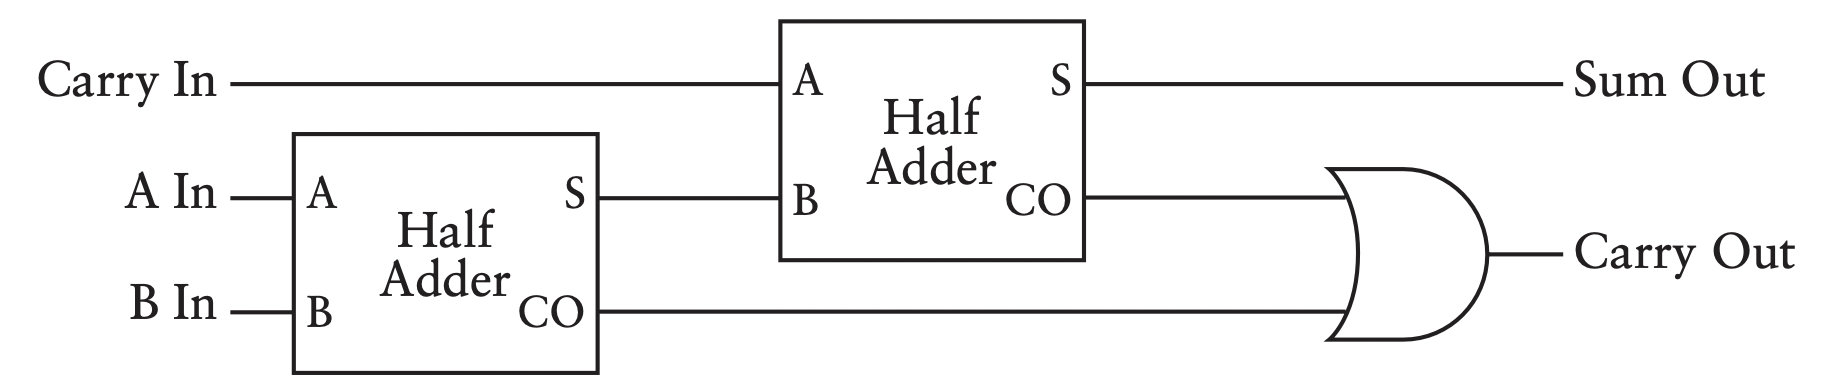 Carry In
A In
B In
A
B
S
CO
Half
Adder
A
B
S
CO
Half
Adder
Sum Out
Carry Out